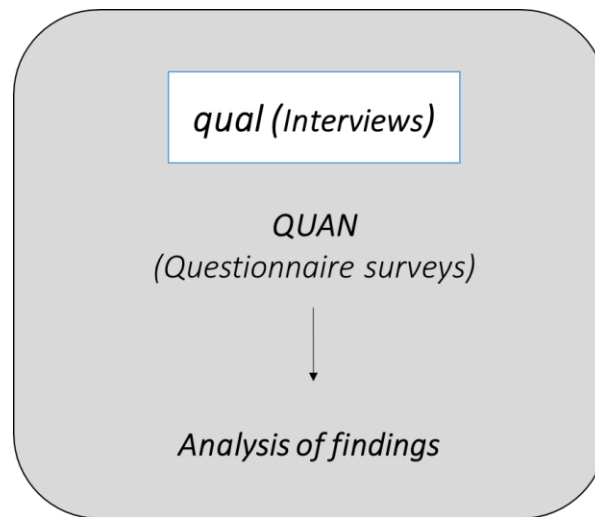 qual (Interviews)
QUAN
(Questionnaire surveys)
Analysis of findings